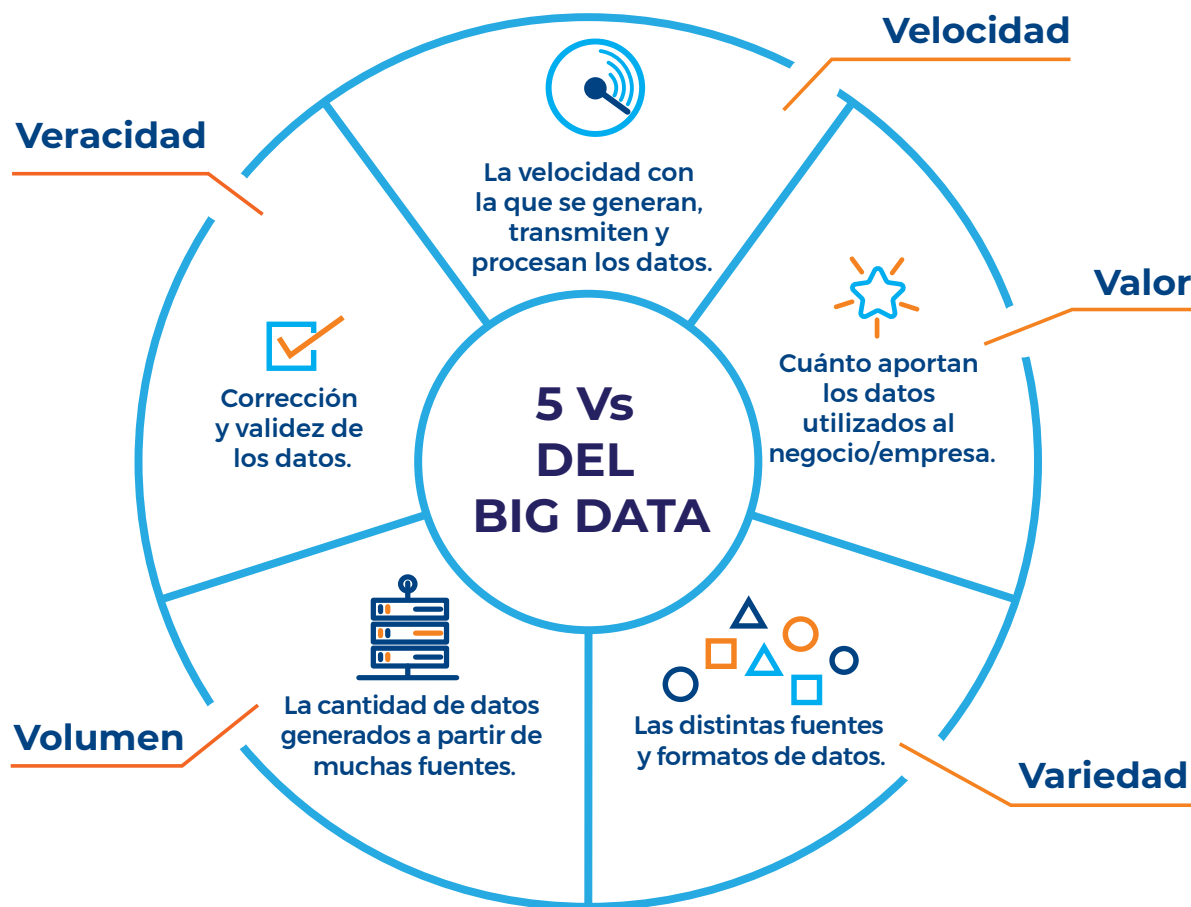 Velocidad
La velocidad con
la que se generan,
transmiten y
procesan los datos.
Veracidad
Corrección
y validez de
los datos.
Valor
Cuánto aportan
los datos
utilizados al
negocio/empresa.
5 Vs
DEL
BIG DATA
Volumen
La cantidad de datos
generados a partir de
muchas fuentes.
Variedad
Las distintas fuentes
y formatos de datos.